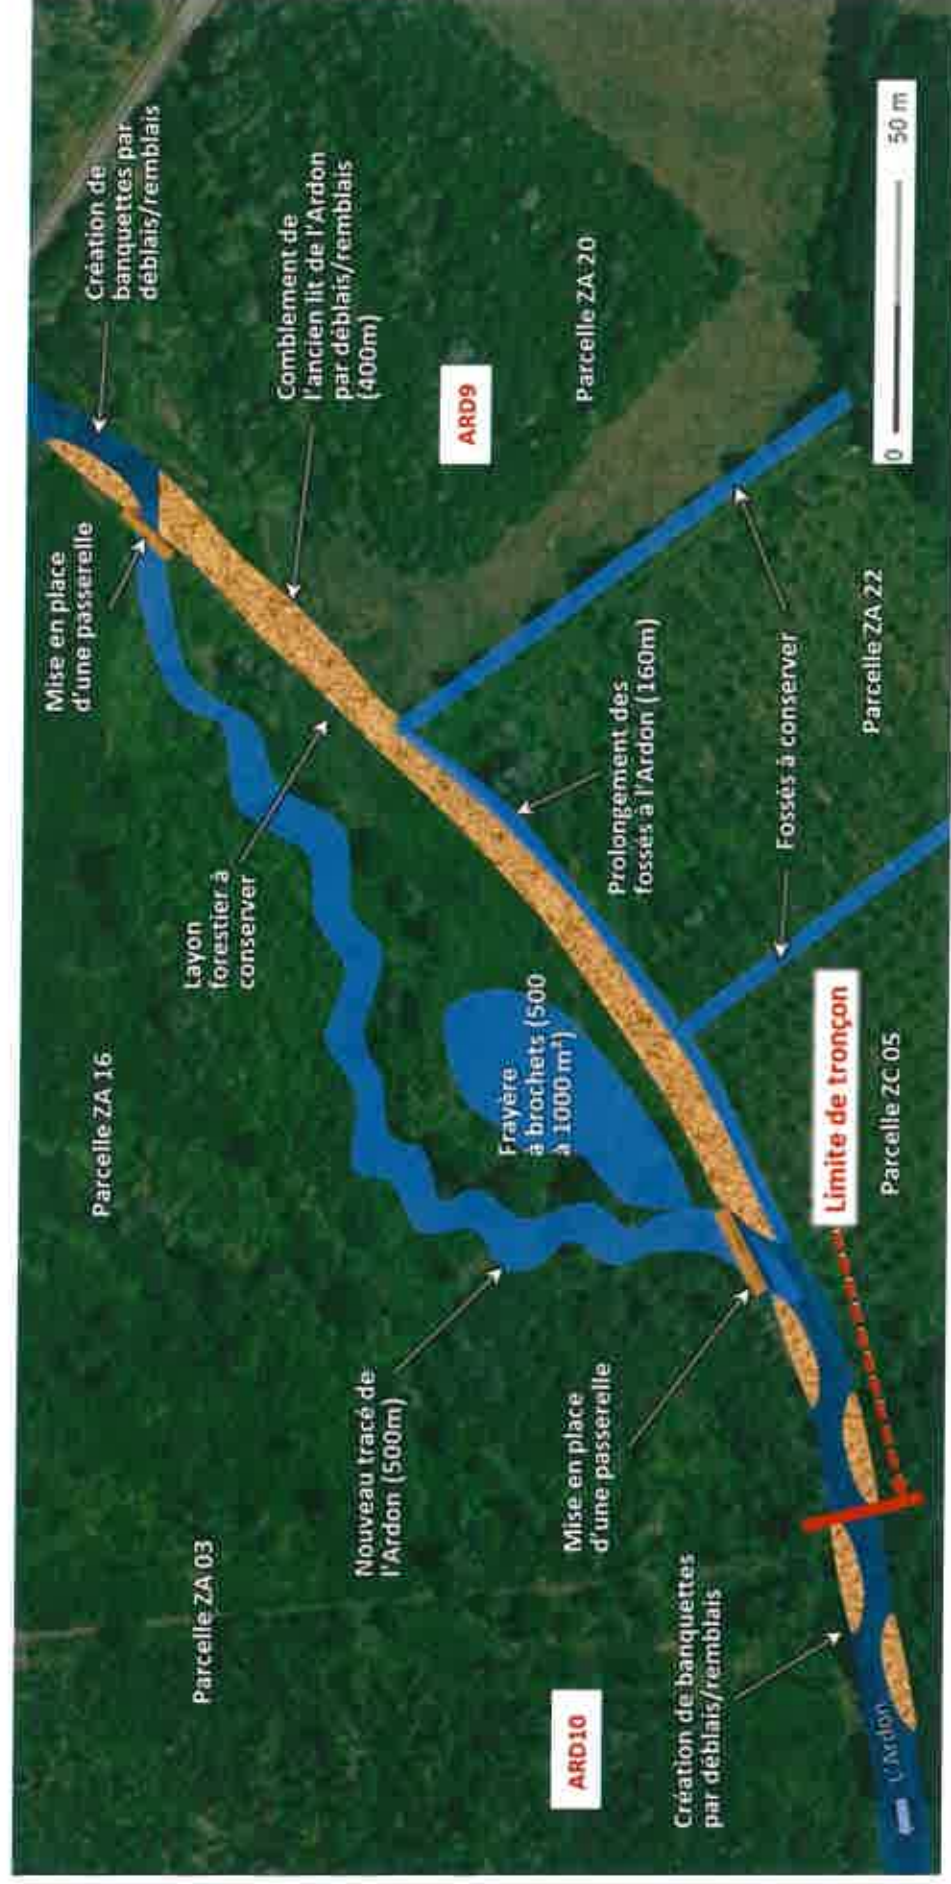 Parcelle ZA 03
Parcelle ZA 16
Mise en place
d'une passerelle
Création de
banquettes par
déblais/remblais
Layon
forestier à
conserver
Comblement de
l'ancien lit de l'Ardon
par déblais/remblais
(400m)
Nouveau tracé de
l'Ardon (500m)
Frayère
à brochets (500
à 1000 m²)
ARD9
Parcelle ZA 20
ARD10
Mise en place
d'une passerelle
Prolongement des
fossés à l'Ardon (160m)
Création de banquettes
par déblais/remblais
Fossés à conserver
Limite de tronçon
Parcelle ZA 22
Parcelle ZC 05
L'Ardon
0
50 m